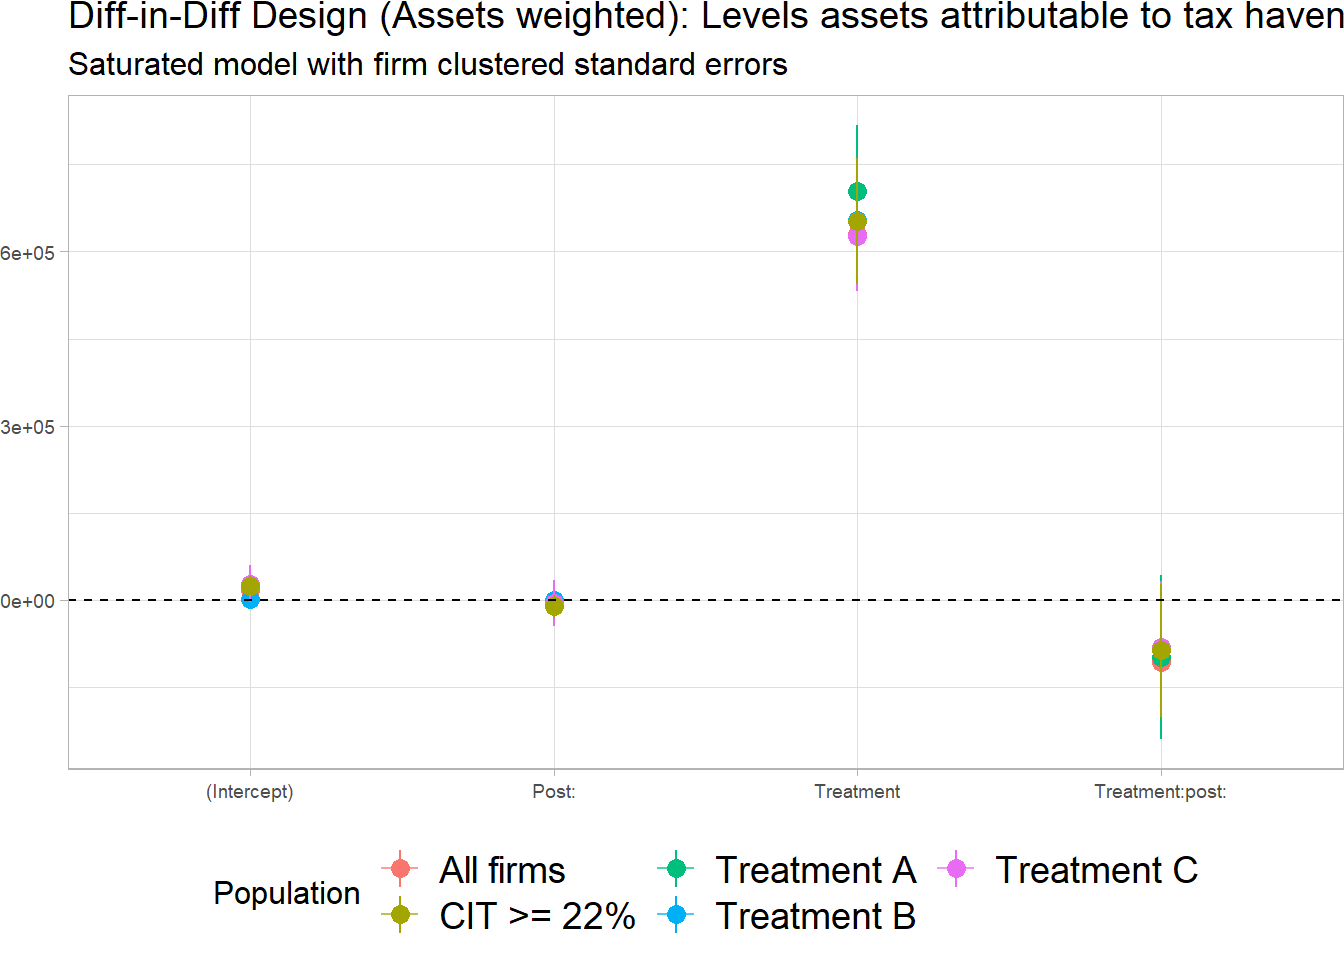 Diff-in-Diff Design (Assets weighted): Levels assets attributable to tax haven
Saturated model with firm clustered standard errors
6e+05
3e+05
0e+00
(Intercept) Post: Treatment Treatment:post:
Population All firms Treatment A Treatment C
CIT >= 22% Treatment B